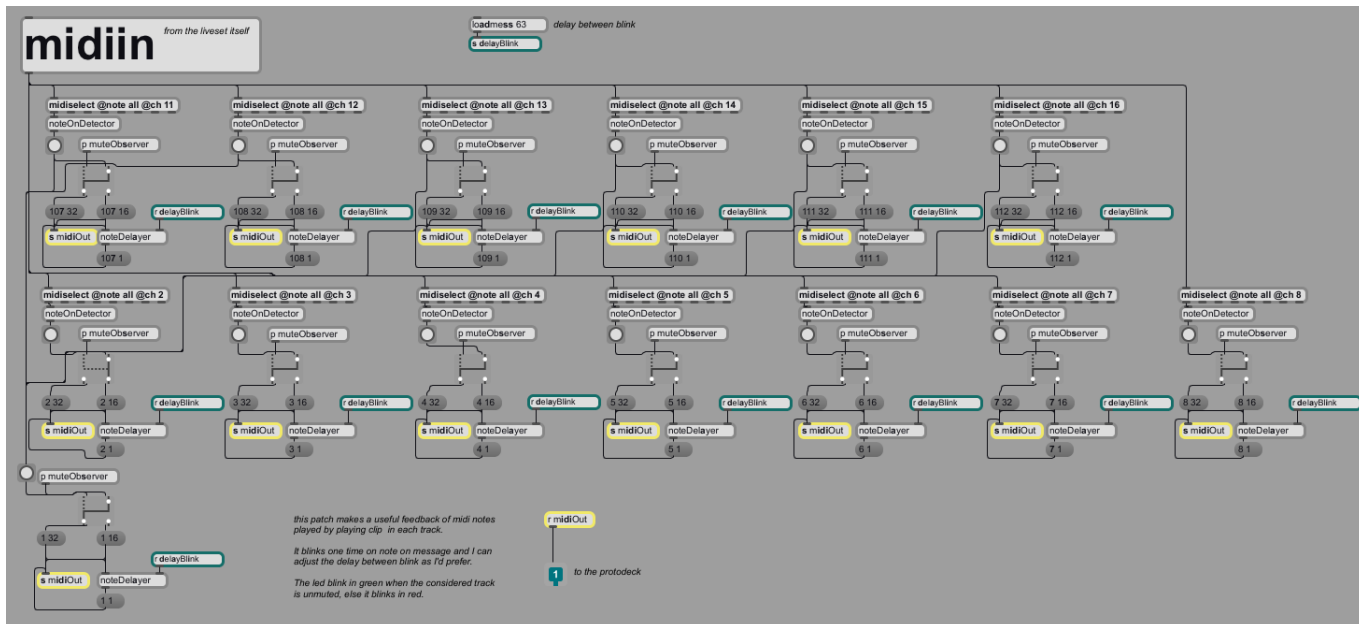 midiin
from the liveset itself
loadmess 63
delay between blink
s delayBlink
midiselect @note all @ch 11
midiselect @note all @ch 12
midiselect @note all @ch 13
midiselect @note all @ch 14
midiselect @note all @ch 15
midiselect @note all @ch 16
noteOnDetector
noteOnDetector
noteOnDetector
noteOnDetector
noteOnDetector
noteOnDetector
p muteObserver
p muteObserver
p muteObserver
p muteObserver
p muteObserver
p muteObserver
107 32
107 16
r delayBlink
108 32
108 16
r delayBlink
109 32
109 16
r delayBlink
110 32
110 16
r delayBlink
111 32
111 16
r delayBlink
112 32
112 16
r delayBlink
s midiOut
noteDelayer
s midiOut
noteDelayer
s midiOut
noteDelayer
s midiOut
noteDelayer
s midiOut
noteDelayer
s midiOut
noteDelayer
107 1
108 1
109 1
110 1
111 1
112 1
midiselect @note all @ch 2
midiselect @note all @ch 3
midiselect @note all @ch 4
midiselect @note all @ch 5
midiselect @note all @ch 6
midiselect @note all @ch 7
midiselect @note all @ch 8
noteOnDetector
noteOnDetector
noteOnDetector
noteOnDetector
noteOnDetector
noteOnDetector
noteOnDetector
p muteObserver
p muteObserver
p muteObserver
p muteObserver
p muteObserver
p muteObserver
p muteObserver
2 32
2 16
r delayBlink
3 32
3 16
r delayBlink
4 32
4 16
r delayBlink
5 32
5 16
r delayBlink
6 32
6 16
r delayBlink
7 32
7 16
r delayBlink
8 32
8 16
r delayBlink
s midiOut
noteDelayer
s midiOut
noteDelayer
s midiOut
noteDelayer
s midiOut
noteDelayer
s midiOut
noteDelayer
s midiOut
noteDelayer
s midiOut
noteDelayer
2 1
3 1
4 1
5 1
6 1
7 1
8 1
p muteObserver
1 32
1 16
r delayBlink
s midiOut
noteDelayer
1 1
this patch makes a useful feedback of midi notes
played by playing clip in each track.
It blinks one time on note on message and I can
adjust the delay between blink as I'd prefer.
The led blink in green when the considered track
is unmuted, else it blinks in red.
r midiOut
1
to the protodeck